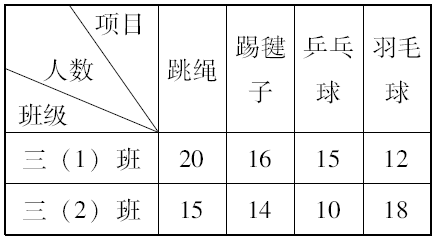 项目
人数
班级
跳绳
踢毽
子
乒乓
球
羽毛
球
三（1）班 20 16 15 12
三（2）班 15 14 10 18